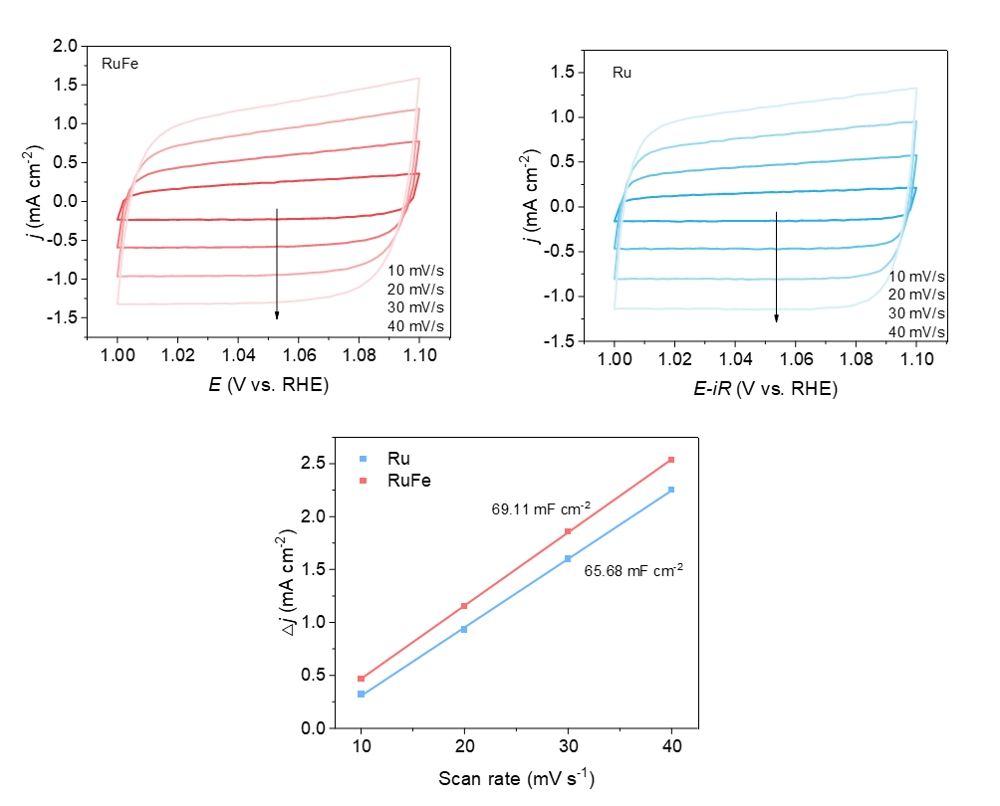 RuFe
2.0
1.5
1.0
0.5
0.0
-0.5
-1.0
-1.5
j (mA cm-2)
10 mV/s
20 mV/s
30 mV/s
40 mV/s
1.00 1.02 1.04 1.06 1.08 1.10
E (V vs. RHE)
Ru
1.5
1.0
0.5
0.0
-0.5
-1.0
-1.5
j (mA cm-2)
10 mV/s
20 mV/s
30 mV/s
40 mV/s
1.00 1.02 1.04 1.06 1.08 1.10
E-iR (V vs. RHE)
Ru
RuFe
2.5
2.0
1.5
1.0
0.5
0.0
△j (mA cm-2)
69.11 mF cm-2
65.68 mF cm-2
10 20 30 40
Scan rate (mV s-1)